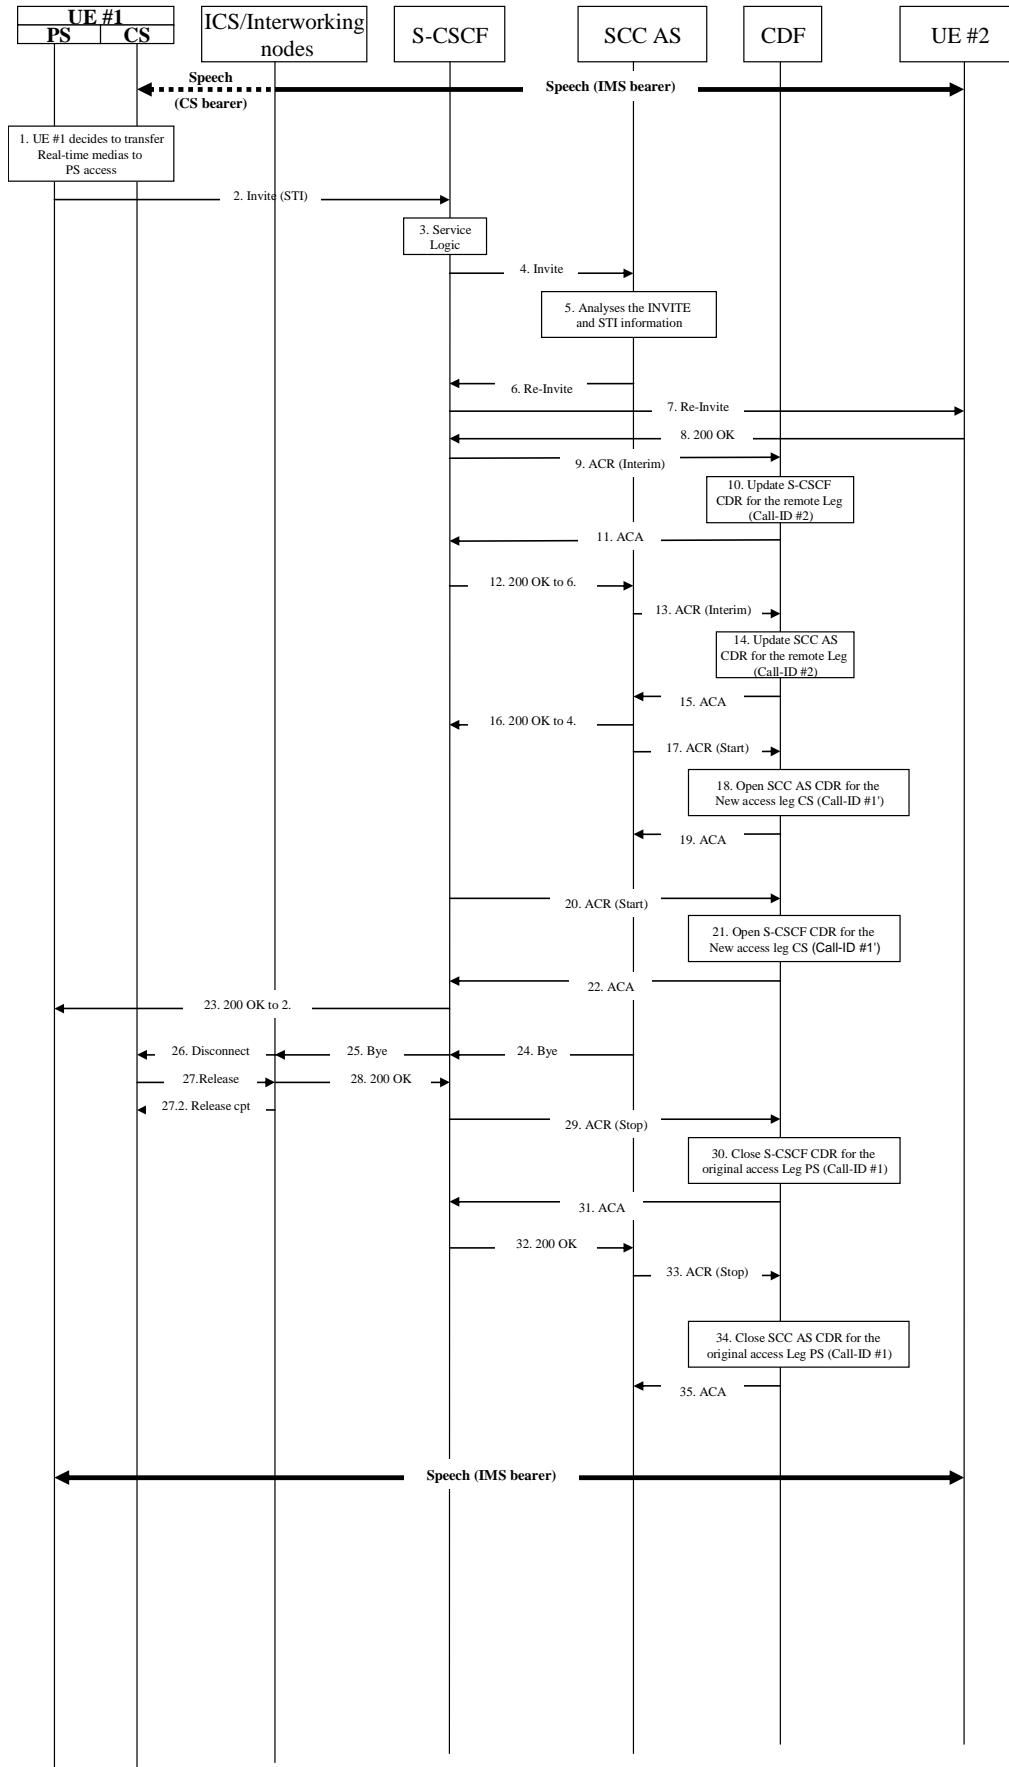 UE #1
PS CS
ICS/Interworking
nodes
S-CSCF
SCC AS
CDF
UE #2
Speech
(CS bearer)
Speech (IMS bearer)
1. UE #1 decides to transfer
Real-time medias to
PS access
2. Invite (STI)
3. Service
Logic
4. Invite
5. Analyses the INVITE
and STI information
6. Re-Invite
7. Re-Invite
8. 200 OK
9. ACR (Interim)
10. Update S-CSCF
CDR for the remote Leg
(Call-ID #2)
11. ACA
12. 200 OK to 6.
13. ACR (Interim)
14. Update SCC AS
CDR for the remote Leg
(Call-ID #2)
15. ACA
16. 200 OK to 4.
17. ACR (Start)
18. Open SCC AS CDR for the
New access leg CS (Call-ID #1')
19. ACA
20. ACR (Start)
21. Open S-CSCF CDR for the
New access leg CS (Call-ID #1')
22. ACA
23. 200 OK to 2.
24. Bye
25. Bye
26. Disconnect
27.Release
28. 200 OK
27.2. Release cpt
29. ACR (Stop)
30. Close S-CSCF CDR for the
original access Leg PS (Call-ID #1)
31. ACA
32. 200 OK
33. ACR (Stop)
34. Close SCC AS CDR for the
original access Leg PS (Call-ID #1)
35. ACA
Speech (IMS bearer)